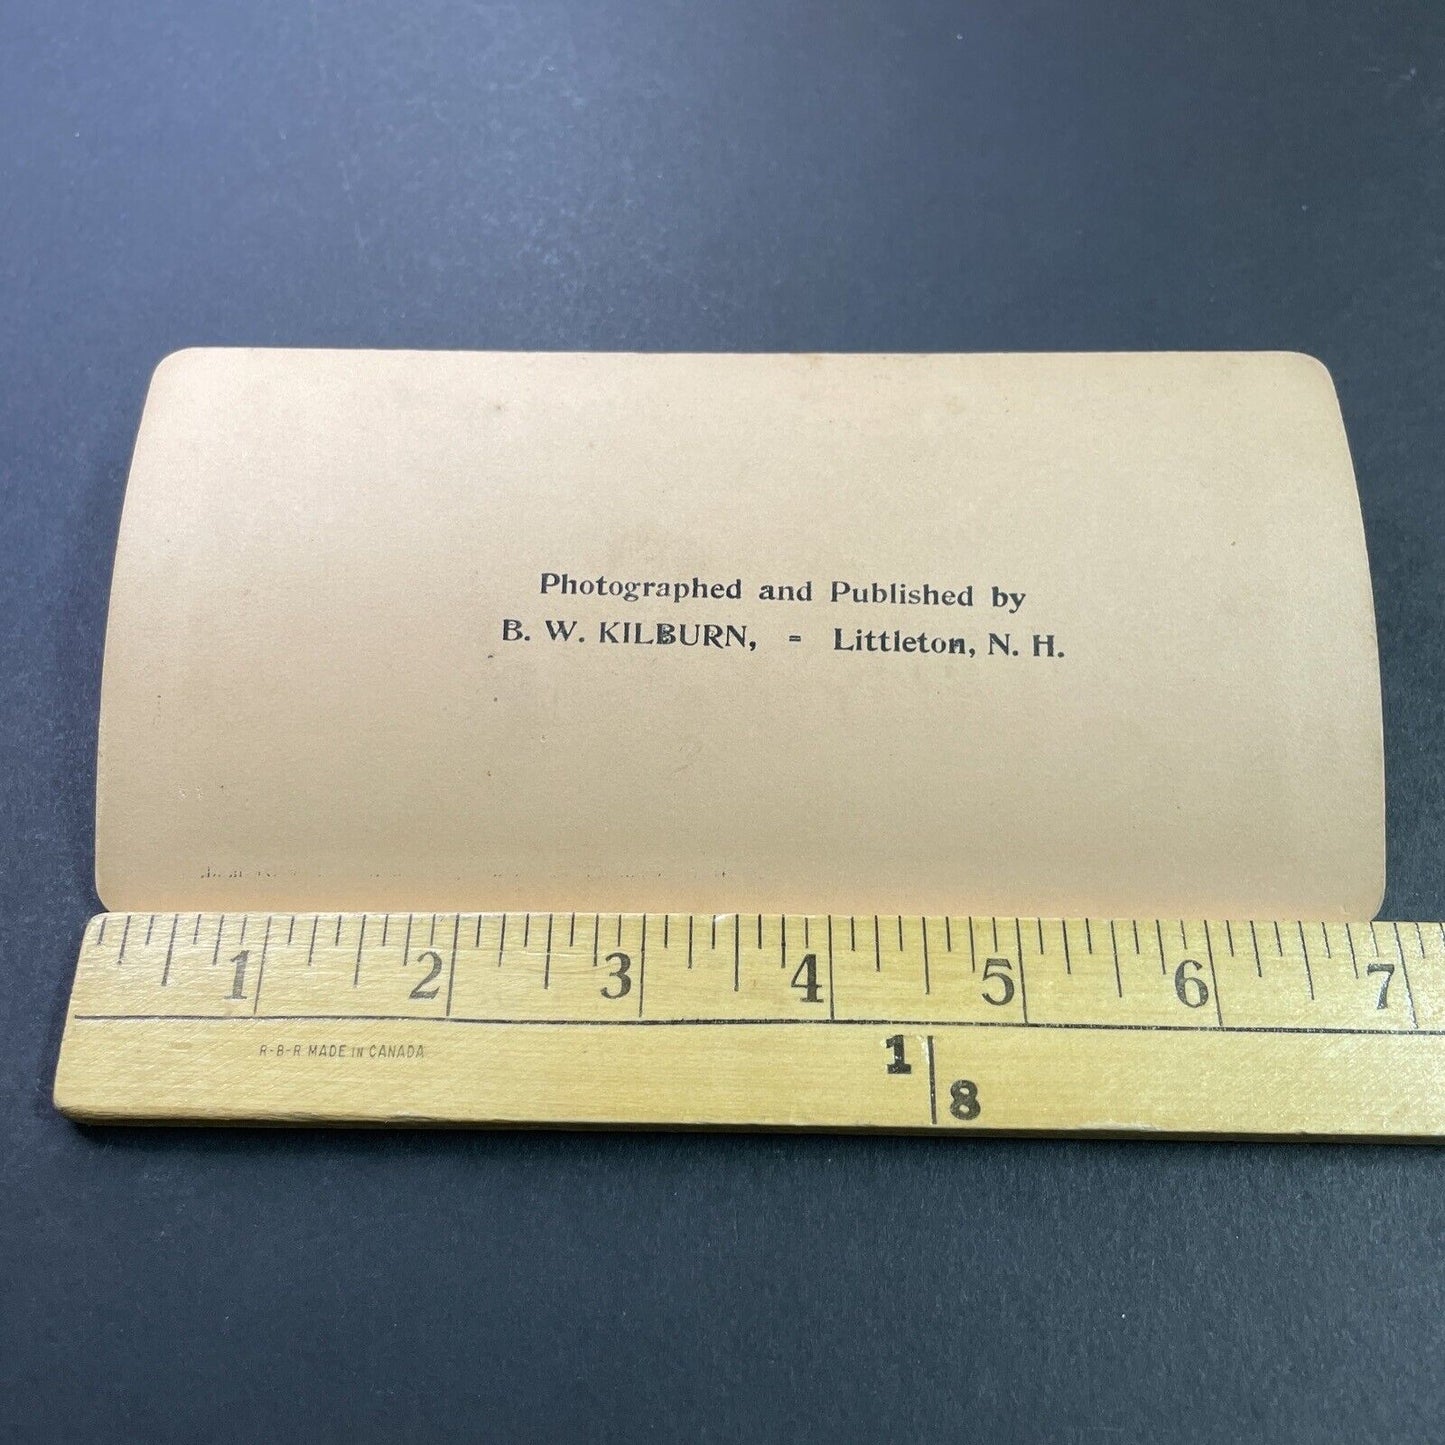 Photographed and Published by
B. W. KILBURN, = Littleton, N. H.
1 2 3 4 5 6 7
R-B-R MADE IN CANADA
1
8